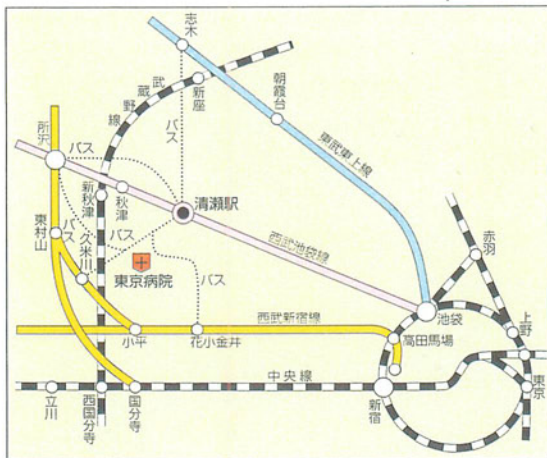 志木
武蔵野線
新座
朝霞台
バス
東武東上線
所沢
バス
新秋津
秋津
清瀬駅
東村山
バス
久米川
バス
東京病院
バス
西武池袋線
赤羽
池袋
上野
西武新宿線
高田馬場
小平
花小金井
中央線
立川
西国分寺
国分寺
新宿
東京